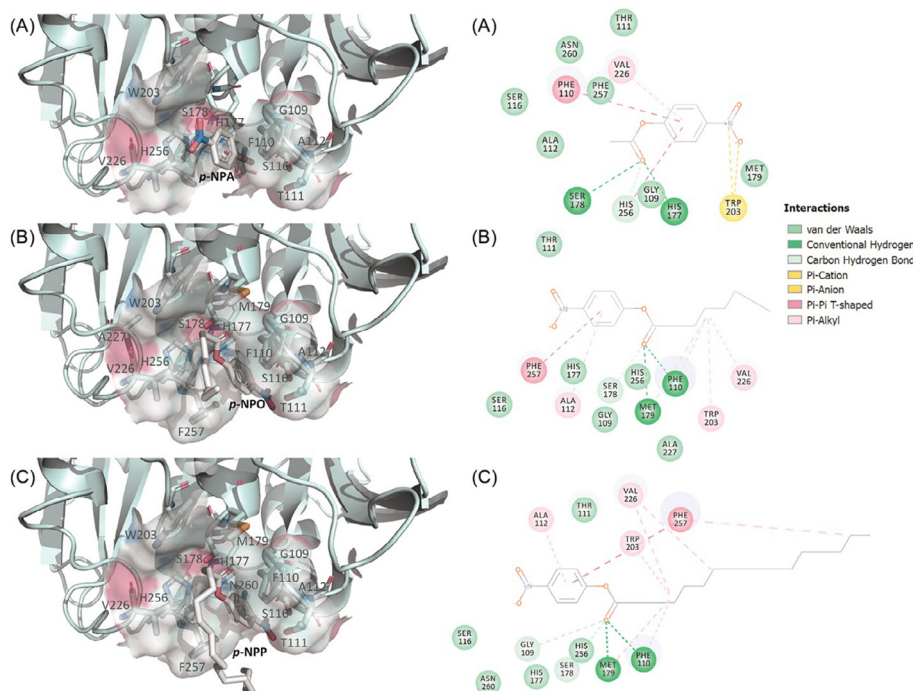 (A)
W203
S178
H177
G109
V226
H256
F110
A112
S116
p-NPA
T111
(B)
W203
M179
S178
H177
G109
A227
V226
H256
F110
A112
S116
p-NPO
T111
F257
(C)
W203
M179
S178
H177
G109
N260
F110
V226
H256
A112
S116
T111
F257
p-NPP
(A)
THR
111
ASN
260
VAL
226
PHE
110
PHE
257
SER
116
ALA
112
MET
179
SER
178
HIS
256
GLY
109
HIS
177
TRP
203
Interactions
van der Waals
Conventional Hydrogen
Carbon Hydrogen Bond
Pi-Cation
Pi-Anion
Pi-Pi T-shaped
Pi-Alkyl
(B)
THR
111
PHE
257
HIS
177
SER
178
HIS
256
PHE
110
VAL
226
SER
116
ALA
112
GLY
109
MET
179
TRP
203
ALA
227
(C)
VAL
226
ALA
112
THR
111
PHE
257
TRP
203
SER
116
GLY
109
HIS
256
ASN
260
HIS
177
SER
178
MET
179
PHE
110